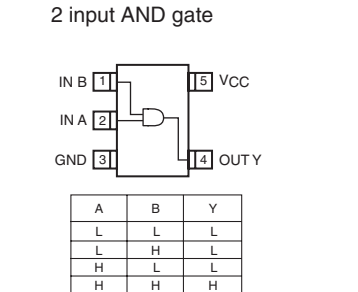 2 input AND gate
IN B 1 5 VCC
IN A 2
GND 3 4 OUT Y
A B Y
L L L
L H L
H L L
H H H